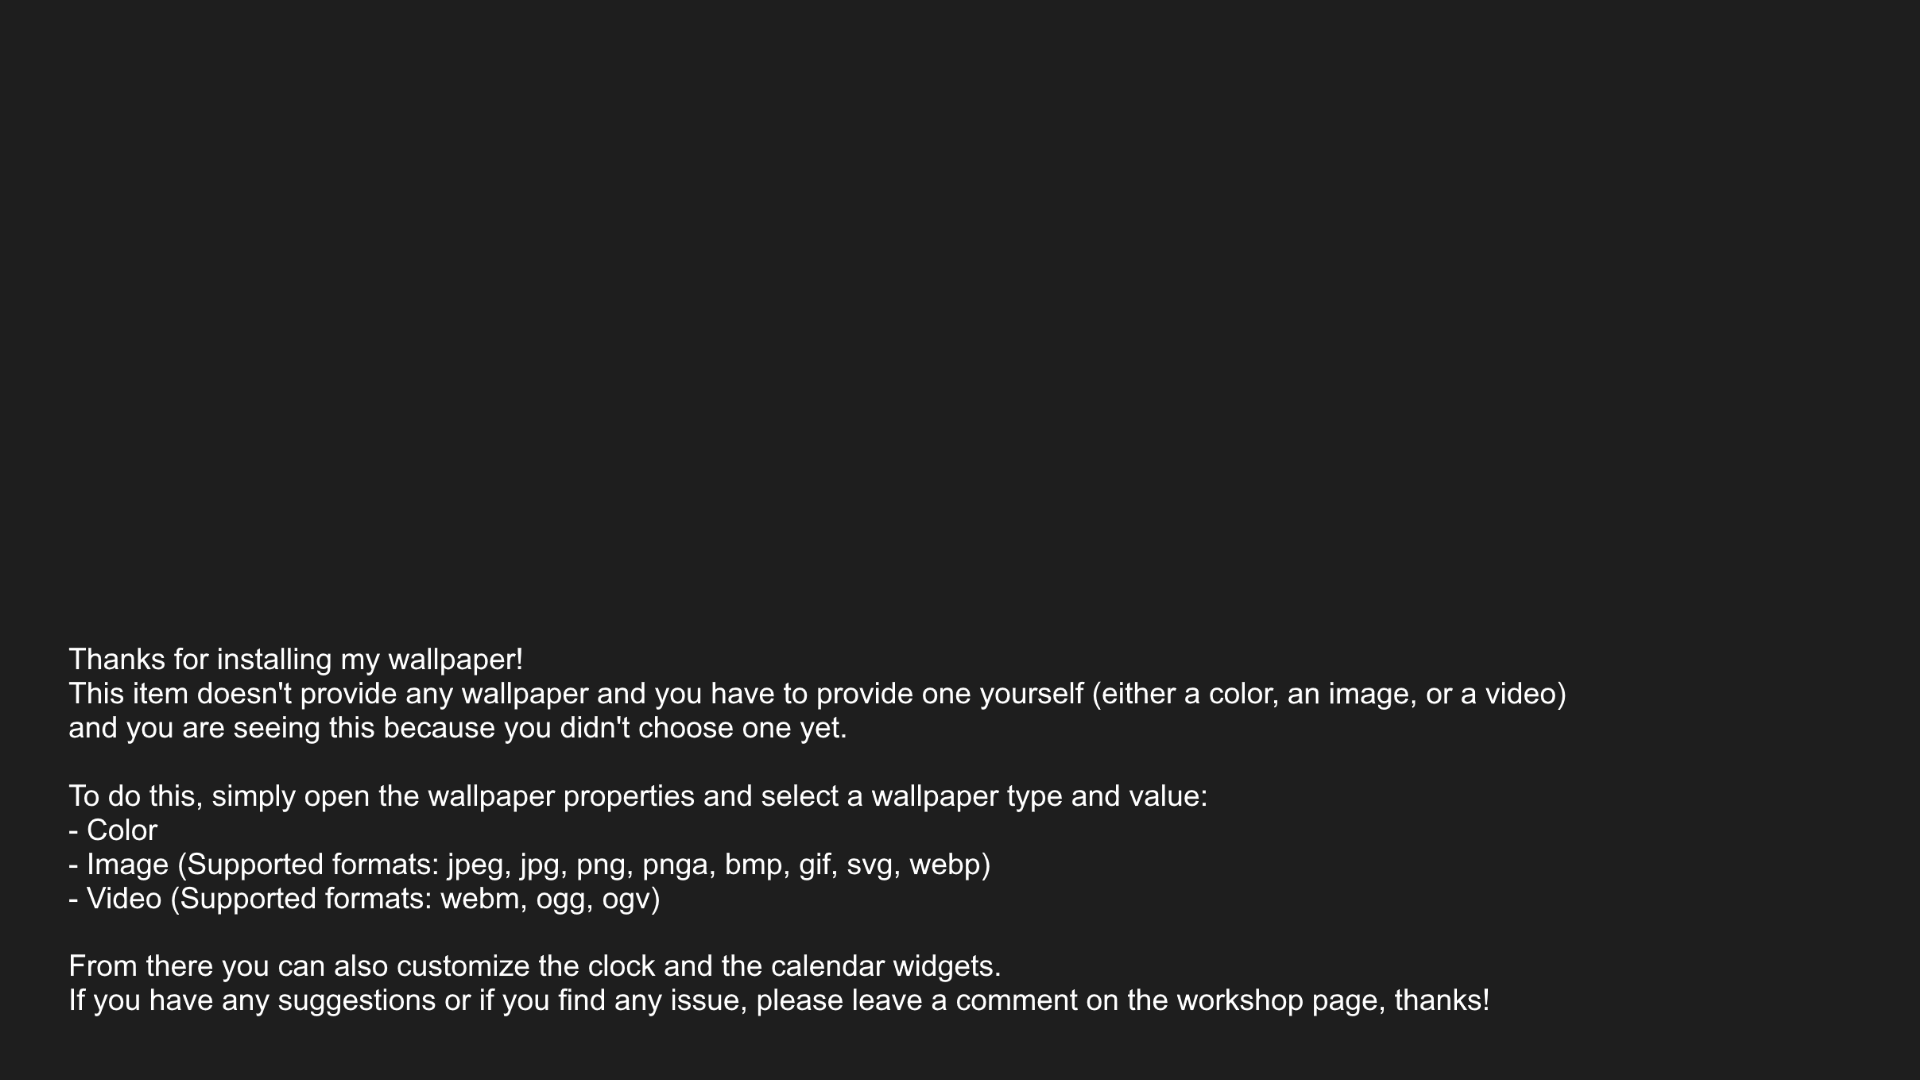 Thanks for installing my wallpaper!
This item doesn't provide any wallpaper and you have to provide one yourself (either a color, an image, or a video)
and you are seeing this because you didn't choose one yet.
To do this, simply open the wallpaper properties and select a wallpaper type and value:
- Color
- Image (Supported formats: jpeg, jpg, png, pnga, bmp, gif, svg, webp)
- Video (Supported formats: webm, ogg, ogv)
From there you can also customize the clock and the calendar widgets.
If you have any suggestions or if you find any issue, please leave a comment on the workshop page, thanks!